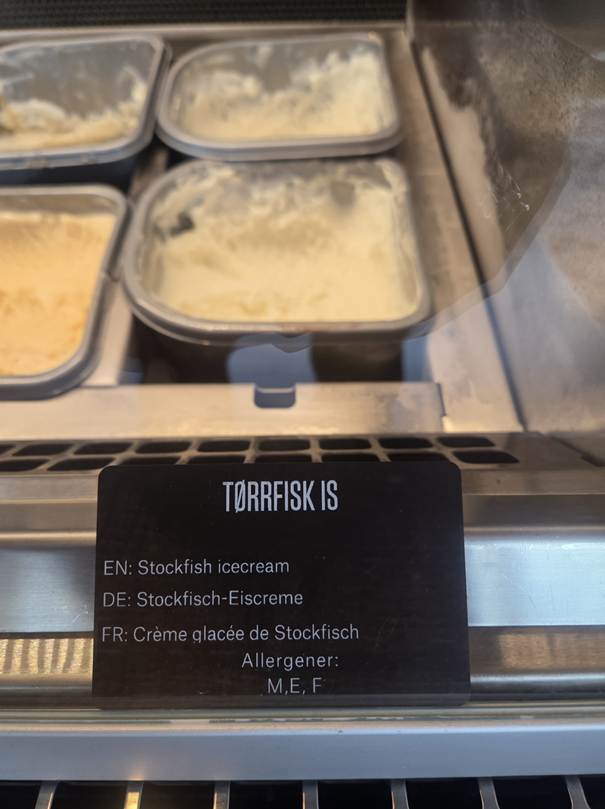 TØRRFISK IS
EN: Stockfish icecream
DE: Stockfisch-Eiscreme
FR: Crème glacée de Stockfisch
Allergener:
M,E, F